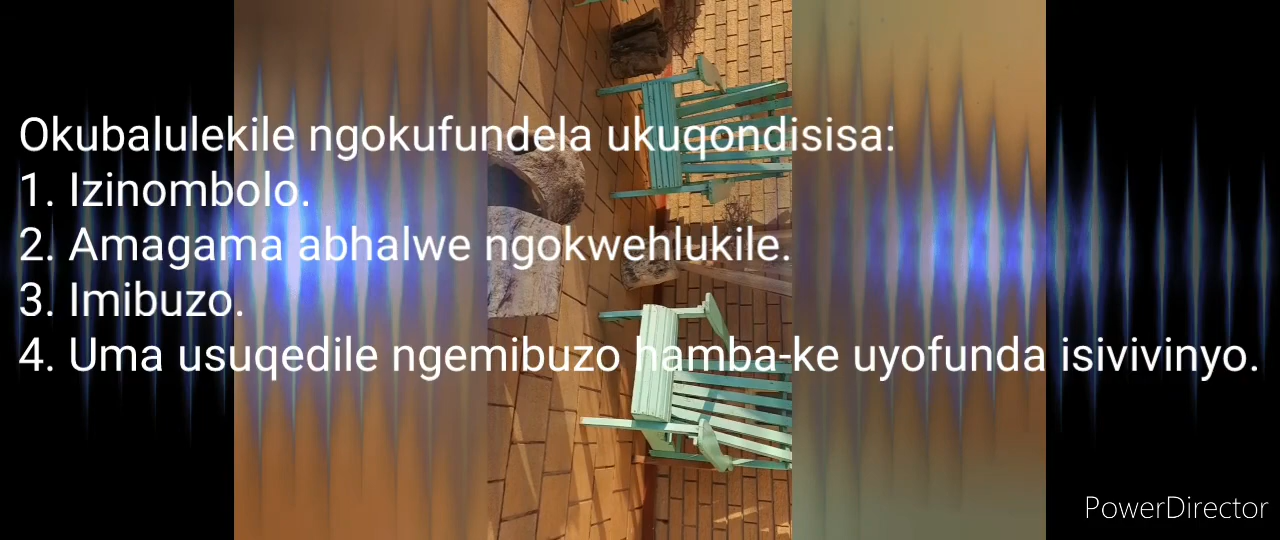 Okubalulekile ngokufundela ukuqondisisa:
1. Izinombolo.
2. Amagama abhalwe ngokwehlukile.
3. Imibuzo.
4. Uma usuqedile ngemibuzo hamba-ke uyofunda isivivinyo.
PowerDirector